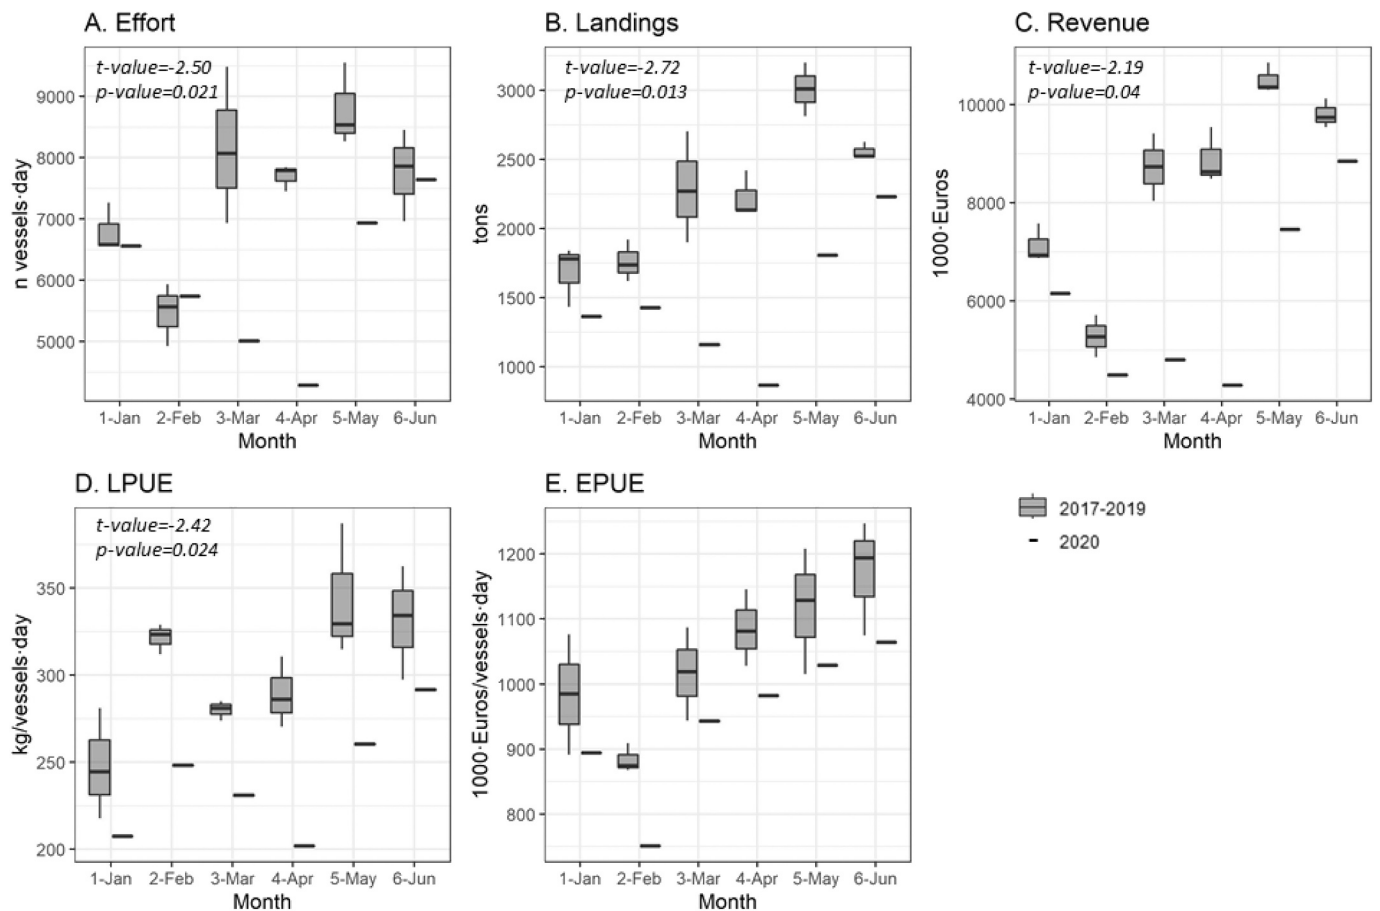 A. Effort
t-value=-2.50
p-value=0.021
n vessels·day
9000
8000
7000
6000
5000
1-Jan 2-Feb 3-Mar 4-Apr 5-May 6-Jun
Month
B. Landings
t-value=-2.72
p-value=0.013
tons
3000
2500
2000
1500
1000
1-Jan 2-Feb 3-Mar 4-Apr 5-May 6-Jun
Month
C. Revenue
t-value=-2.19
p-value=0.04
1000·Euros
10000
8000
6000
4000
1-Jan 2-Feb 3-Mar 4-Apr 5-May 6-Jun
Month
D. LPUE
t-value=-2.42
p-value=0.024
kg/vessels·day
350
300
250
200
1-Jan 2-Feb 3-Mar 4-Apr 5-May 6-Jun
Month
E. EPUE
1000·Euros/vessels·day
1200
1100
1000
900
800
1-Jan 2-Feb 3-Mar 4-Apr 5-May 6-Jun
Month
2017-2019
2020